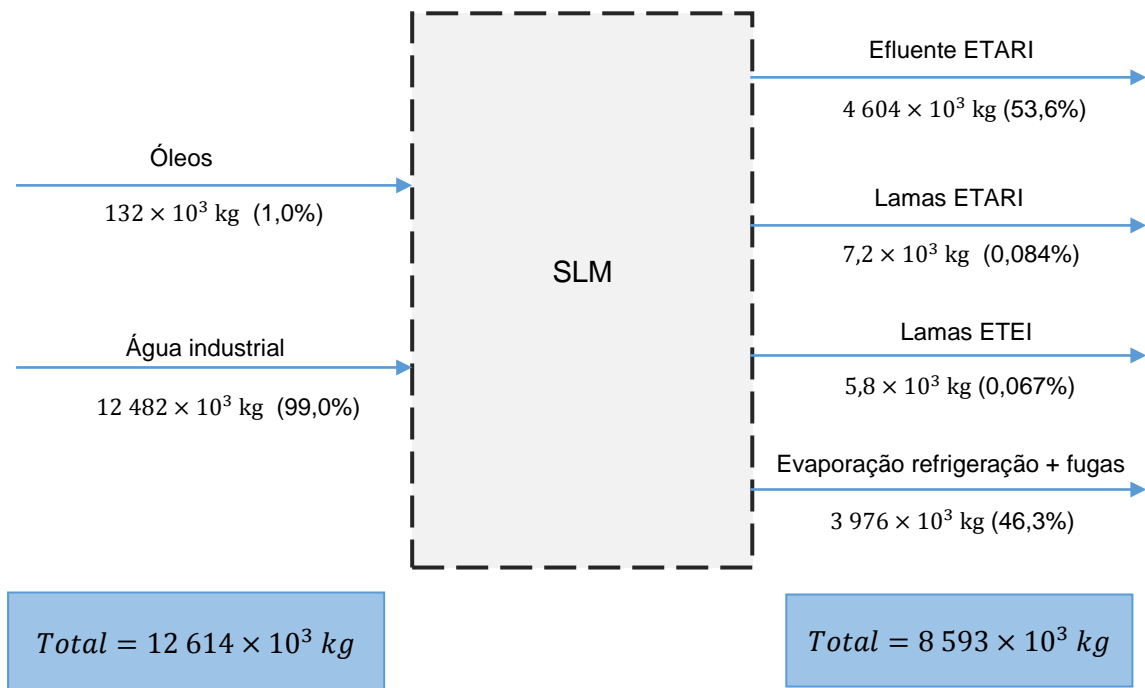 Óleos
132 × 10³ kg (1,0%)
Água industrial
12 482 × 10³ kg (99,0%)
SLM
Efluente ETARI
4 604 × 10³ kg (53,6%)
Lamas ETARI
7,2 × 10³ kg (0,084%)
Lamas ETEI
5,8 × 10³ kg (0,067%)
Evaporação refrigeração + fugas
3 976 × 10³ kg (46,3%)
Total = 12 614 × 10³ kg
Total = 8 593 × 10³ kg